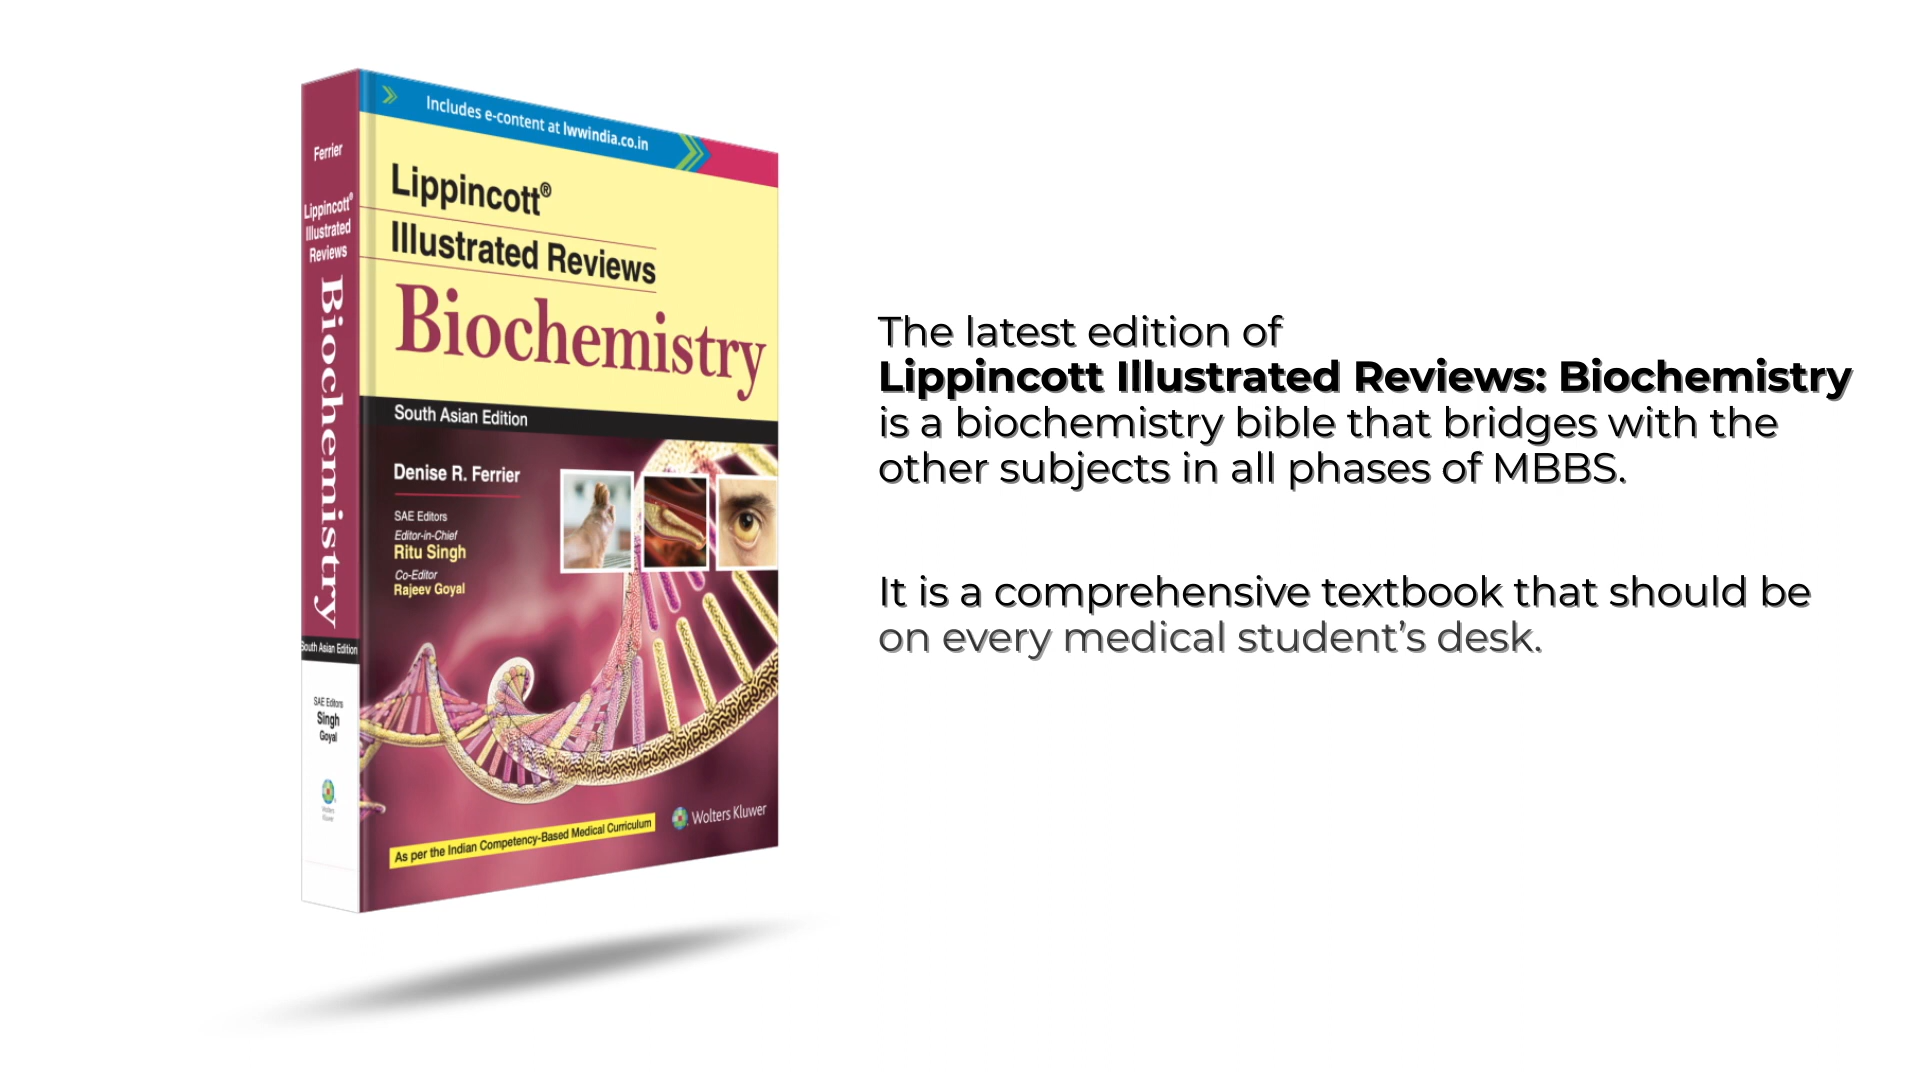 Includes e-content at lwwindia.co.in
Ferrier
Lippincott®
Illustrated
Reviews
Biochemistry
South Asian Edition
SAE Editors
Singh
Goyal
Wolters
Kluwer
Lippincott®
Illustrated Reviews
Biochemistry
South Asian Edition
Denise R. Ferrier
SAE Editors
Editor-in-Chief
Ritu Singh
Co-Editor
Rajeev Goyal
As per the Indian Competency-Based Medical Curriculum
Wolters Kluwer
The latest edition of
Lippincott Illustrated Reviews: Biochemistry
is a biochemistry bible that bridges with the
other subjects in all phases of MBBS.
It is a comprehensive textbook that should be
on every medical student’s desk.